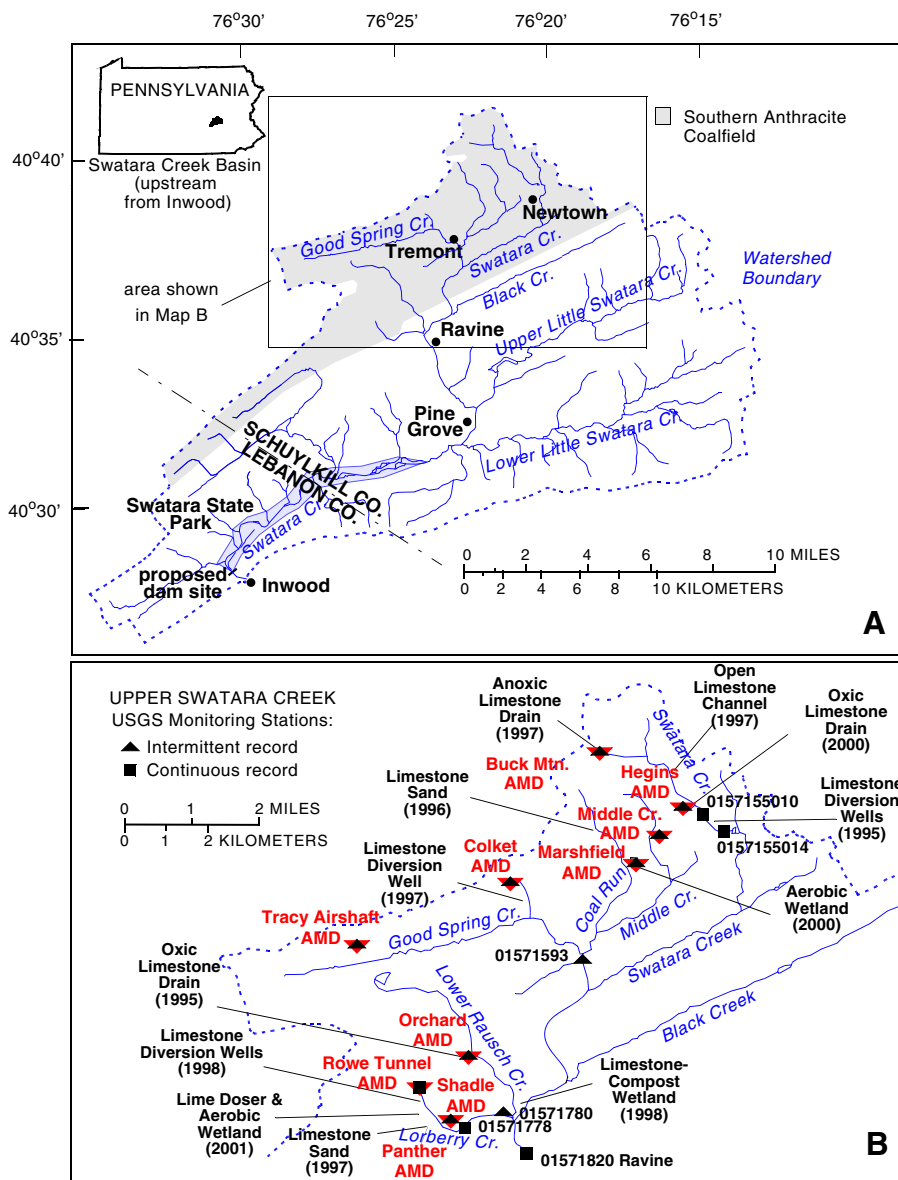 76°30'
76°25'
76°20'
76°15'
PENNSYLVANIA
Swatara Creek Basin
(upstream
from Inwood)
Southern Anthracite
Coalfield
40°40'
40°35'
40°30'
Good Spring Cr.
Newtown
Tremont
Swatara Cr.
Black Cr.
Watershed
Boundary
area shown
in Map B
Ravine
Upper Little Swatara Cr.
Pine
Grove
Lower Little Swatara Cr.
SCHUYLKILL CO.
LEBANON CO.
Swatara State
Park
Swatara Cr.
proposed
dam site
Inwood
0 2 4 6 8 10 MILES
0 2 4 6 8 10 KILOMETERS
A
UPPER SWATARA CREEK
USGS Monitoring Stations:
Intermittent record
Continuous record
0 1 2 MILES
0 1 2 KILOMETERS
Anoxic
Limestone
Drain
(1997)
Open
Limestone
Channel
(1997)
Oxic
Limestone
Drain
(2000)
Swatara Cr.
Buck Mtn.
AMD
Hegins
AMD
Limestone
Sand
(1996)
0157155010
Limestone
Diversion
Wells
(1995)
Middle Cr.
AMD
0157155014
Limestone
Diversion
Well
(1997)
Colket
AMD
Marshfield
AMD
Coal Run
Aerobic
Wetland
(2000)
Tracy Airshaft
AMD
Good Spring Cr.
Middle Cr.
01571593
Swatara Creek
Oxic
Limestone
Drain
(1995)
Lower Rausch Cr.
Black Creek
Orchard
AMD
Limestone
Diversion Wells
(1998)
Rowe Tunnel
AMD
Shadle
AMD
Limestone-
Compost
Wetland
(1998)
Lime Doser &
Aerobic
Wetland
(2001)
01571780
01571778
Limestone
Sand
(1997)
Lorberry Cr.
Panther
AMD
01571820 Ravine
B